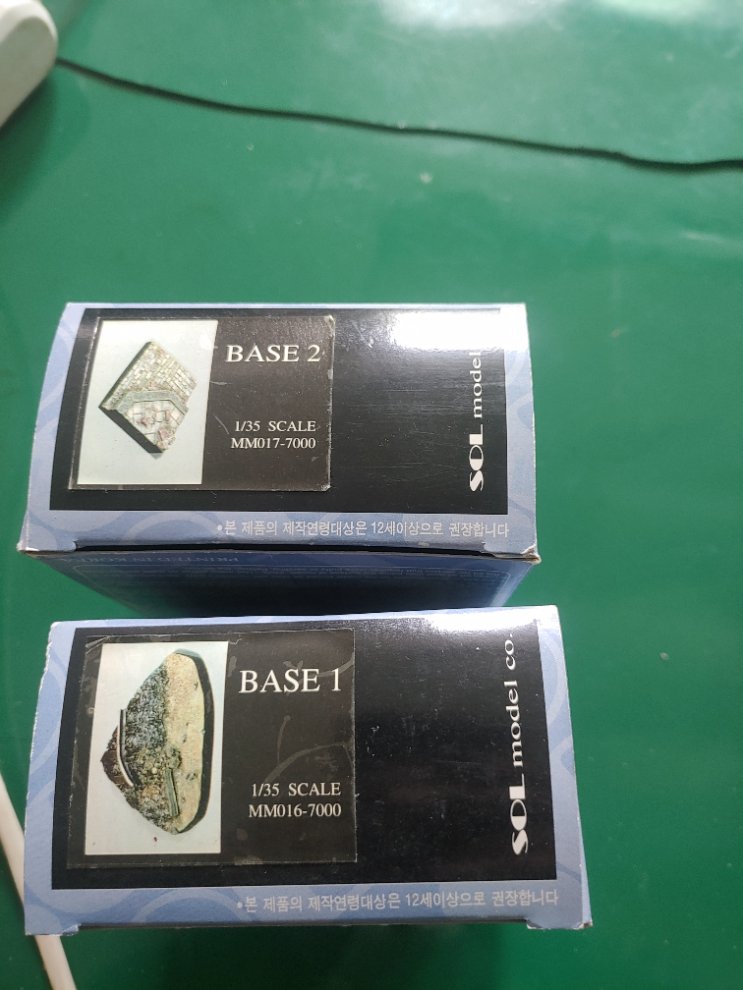 BASE 2
1/35 SCALE
MM017-7000
SOL model
•본 제품의 제작연령대상은 12세이상으로 권장합니다
PRINTED IN KOR
BASE 1
1/35 SCALE
MM016-7000
SOL model co.
•본 제품의 제작연령대상은 12세이상으로 권장합니다